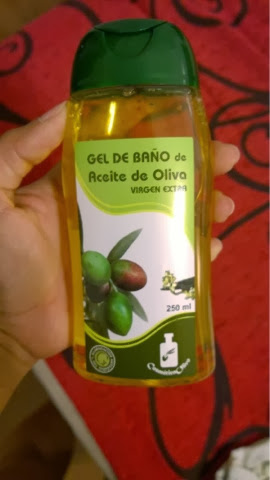 GEL DE BAÑO de
Aceite de Oliva
VIRGEN EXTRA
250 ml